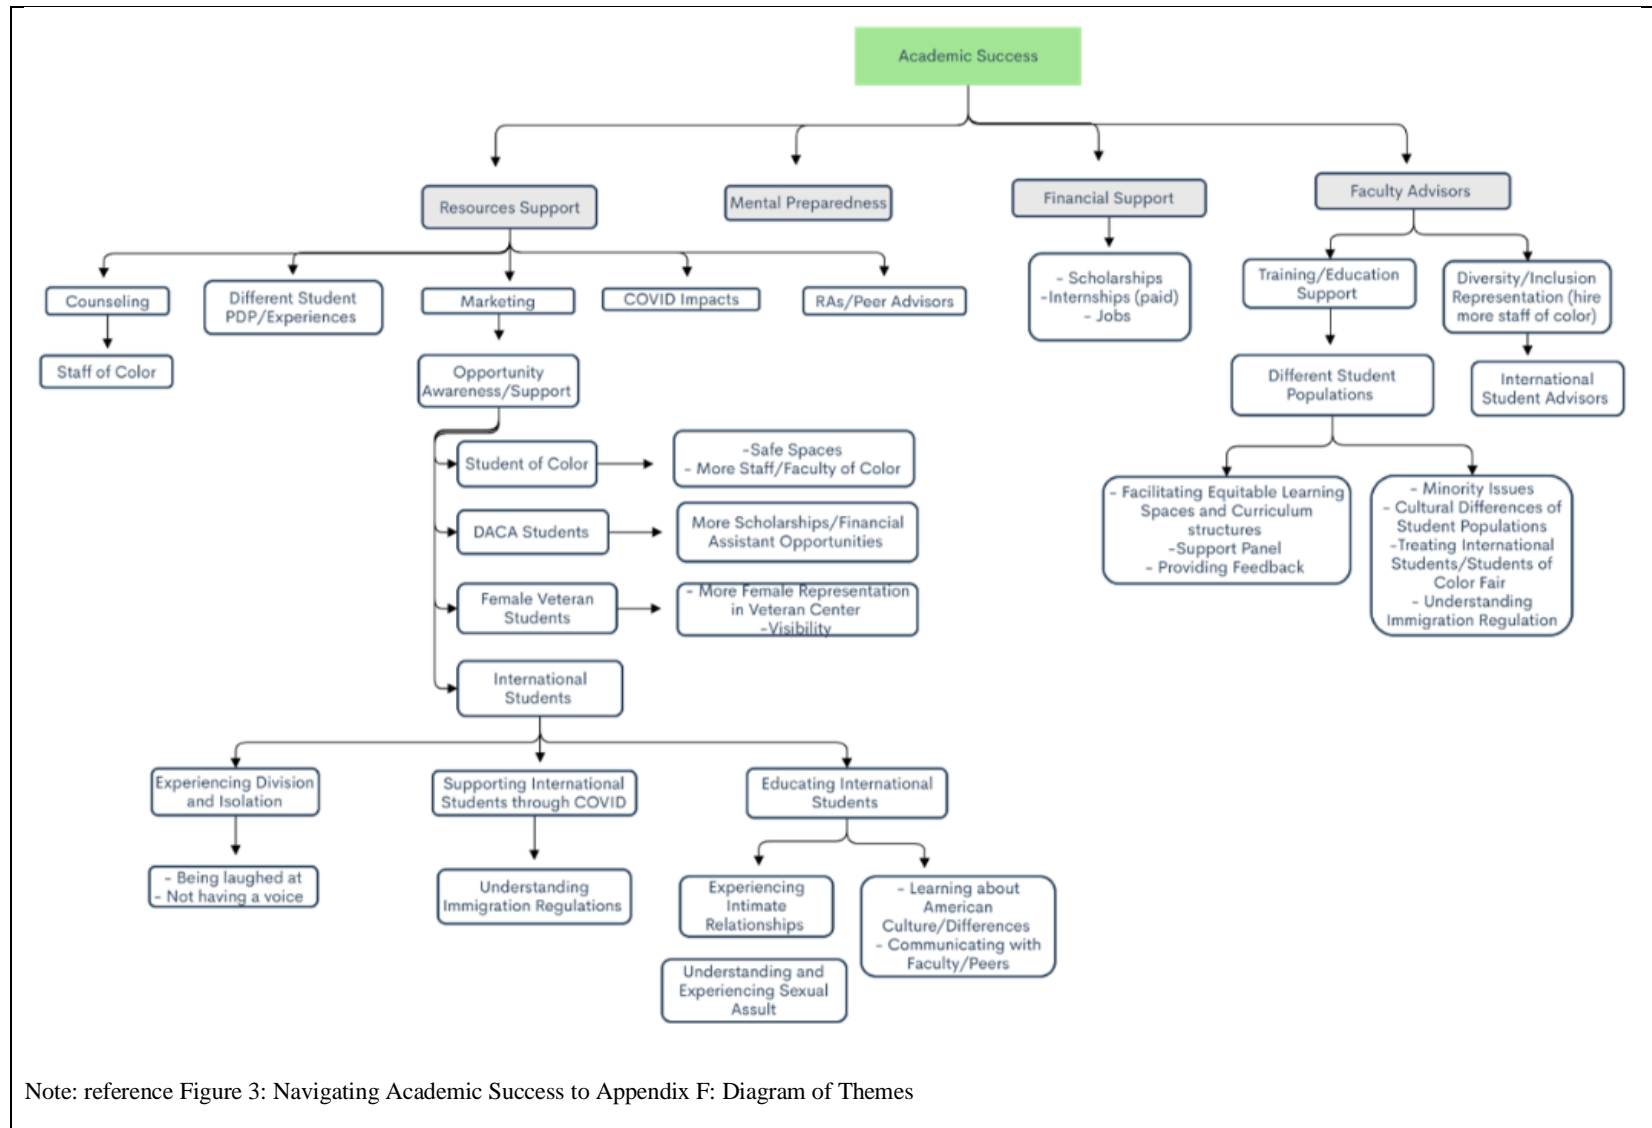 Academic Success
Resources Support
Mental Preparedness
Financial Support
Faculty Advisors
Counseling
Different Student
PDP/Experiences
Marketing
COVID Impacts
RAs/Peer Advisors
- Scholarships
-Internships (paid)
- Jobs
Training/Education
Support
Diversity/Inclusion
Representation (hire
more staff of color)
Staff of Color
Opportunity
Awareness/Support
Different Student
Populations
International
Student Advisors
Student of Color
-Safe Spaces
- More Staff/Faculty of Color
DACA Students
More Scholarships/Financial
Assistant Opportunities
Female Veteran
Students
- More Female Representation
in Veteran Center
-Visibility
International
Students
- Facilitating Equitable Learning
Spaces and Curriculum
structures
-Support Panel
- Providing Feedback
- Minority Issues
- Cultural Differences of
Student Populations
-Treating International
Students/Students of
Color Fair
- Understanding
Immigration Regulation
Experiencing Division
and Isolation
Supporting International
Students through COVID
Educating International
Students
- Being laughed at
- Not having a voice
Understanding
Immigration Regulations
Experiencing
Intimate
Relationships
- Learning about
American
Culture/Differences
- Communicating with
Faculty/Peers
Understanding and
Experiencing Sexual
Assult
Note: reference Figure 3: Navigating Academic Success to Appendix F: Diagram of Themes